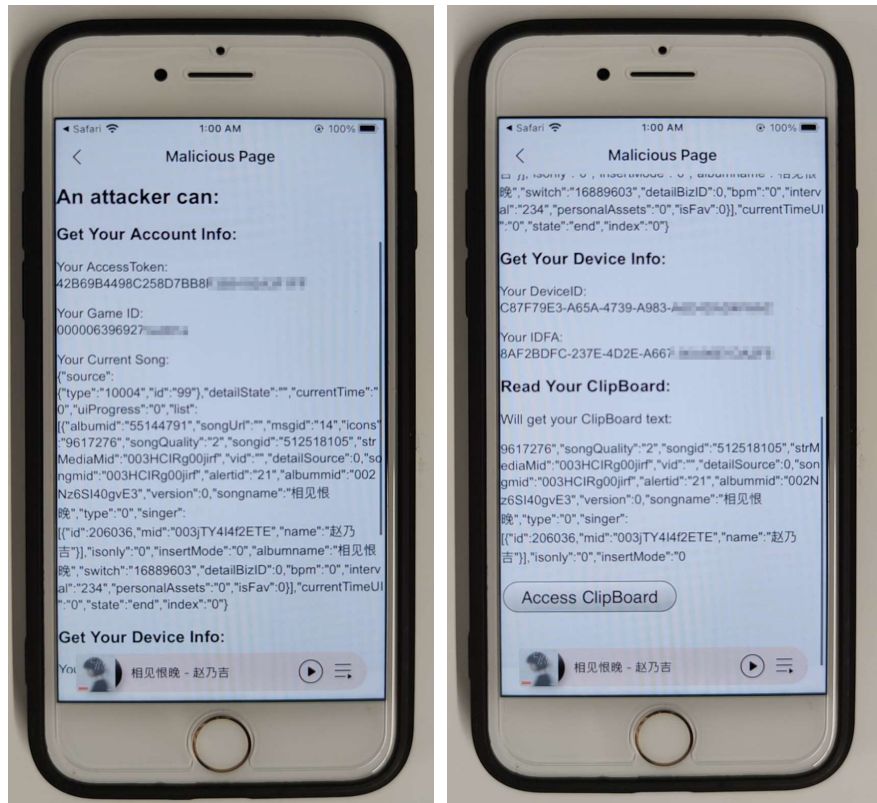 Safari
1:00 AM
100%
Malicious Page
An attacker can:
Get Your Account Info:
Your AccessToken:
42B69B4498C258D7BB8
Your Game ID:
000006396927
Your Current Song:
{"source":
{"type":"10004","id":"99"},"detailState":"","currentTime":"
0","uiProgress":"0","list":
[{"albumid":"55144791","songUrl":"","msgid":"14","icons"
:"9617276","songQuality":"2","songid":"512518105","str
MediaMid":"003HCIRg00jirf","vid":"","detailSource":0,"so
ngmid":"003HCIRg00jirf","alertid":"21","albummid":"002
Nz6SI40gvE3","version":0,"songname":"相见恨
晚","type":"0","singer":
[{"id":206036,"mid":"003jTY4I4f2ETE","name":"赵乃
吉"}],"isonly":"0","insertMode":"0","albumname":"相见恨
晚","switch":"16889603","detailBizID":0,"bpm":"0","interv
al":"234","personalAssets":"0","isFav":0}],"currentTimeUI
":"0","state":"end","index":"0"}
Get Your Device Info:
相见恨晚 - 赵乃吉
Safari
1:00 AM
100%
Malicious Page
晚","switch":"16889603","detailBizID":0,"bpm":"0","interv
al":"234","personalAssets":"0","isFav":0}],"currentTimeUI
":"0","state":"end","index":"0"}
Get Your Device Info:
Your DeviceID:
C87F79E3-A65A-4739-A983-
Your IDFA:
8AF2BDFC-237E-4D2E-A667
Read Your ClipBoard:
Will get your ClipBoard text:
9617276","songQuality":"2","songid":"512518105","strM
ediaMid":"003HCIRg00jirf","vid":"","detailSource":0,"son
gmid":"003HCIRg00jirf","alertid":"21","albummid":"002N
z6SI40gvE3","version":0,"songname":"相见恨
晚","type":"0","singer":
[{"id":206036,"mid":"003jTY4I4f2ETE","name":"赵乃
吉"}],"isonly":"0","insertMode":"0
Access ClipBoard
相见恨晚 - 赵乃吉